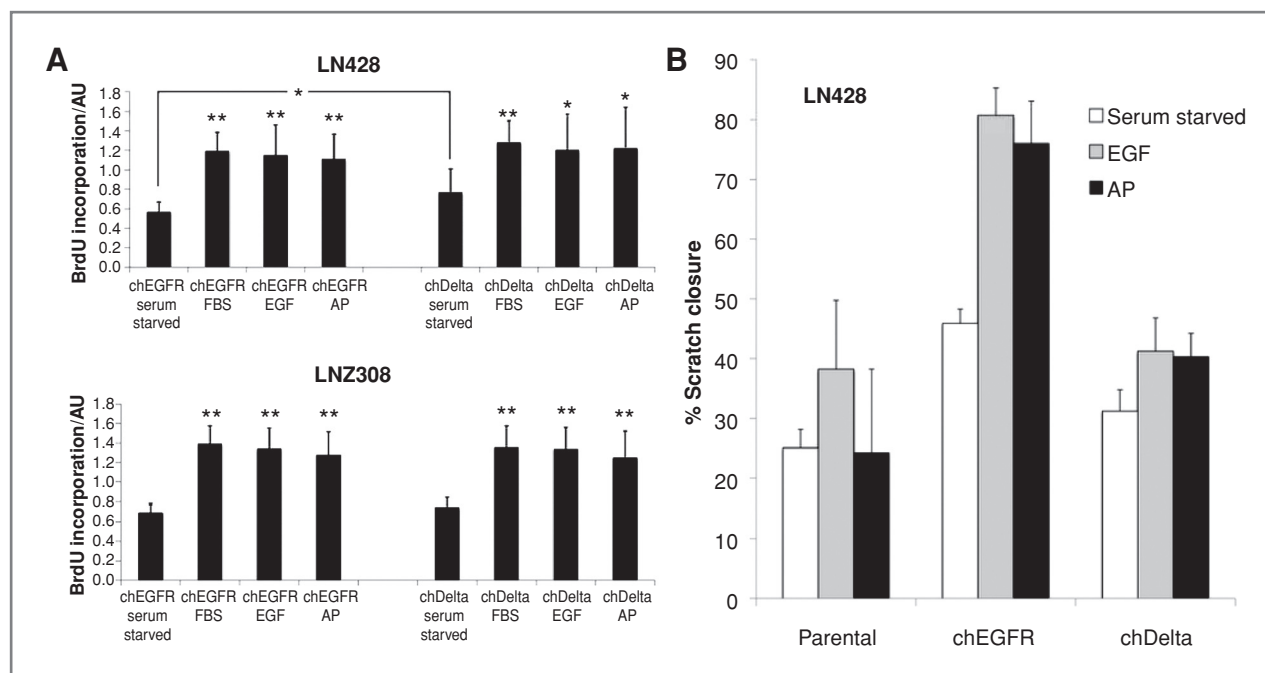 A
LN428
BrdU incorporation/AU
1.8
1.6
1.4
1.2
1.0
0.8
0.6
0.4
0.2
0.0
*
** ** ** ** * *
chEGFR chEGFR chEGFR chEGFR chDelta chDelta chDelta chDelta
serum FBS EGF AP serum FBS EGF AP
starved starved
LNZ308
BrdU incorporation/AU
1.8
1.6
1.4
1.2
1.0
0.8
0.6
0.4
0.2
0.0
** ** ** ** ** **
chEGFR chEGFR chEGFR chEGFR chDelta chDelta chDelta chDelta
serum FBS EGF AP serum FBS EGF AP
starved starved
B
LN428
% Scratch closure
90
80
70
60
50
40
30
20
10
0
Serum starved
EGF
AP
Parental chEGFR chDelta